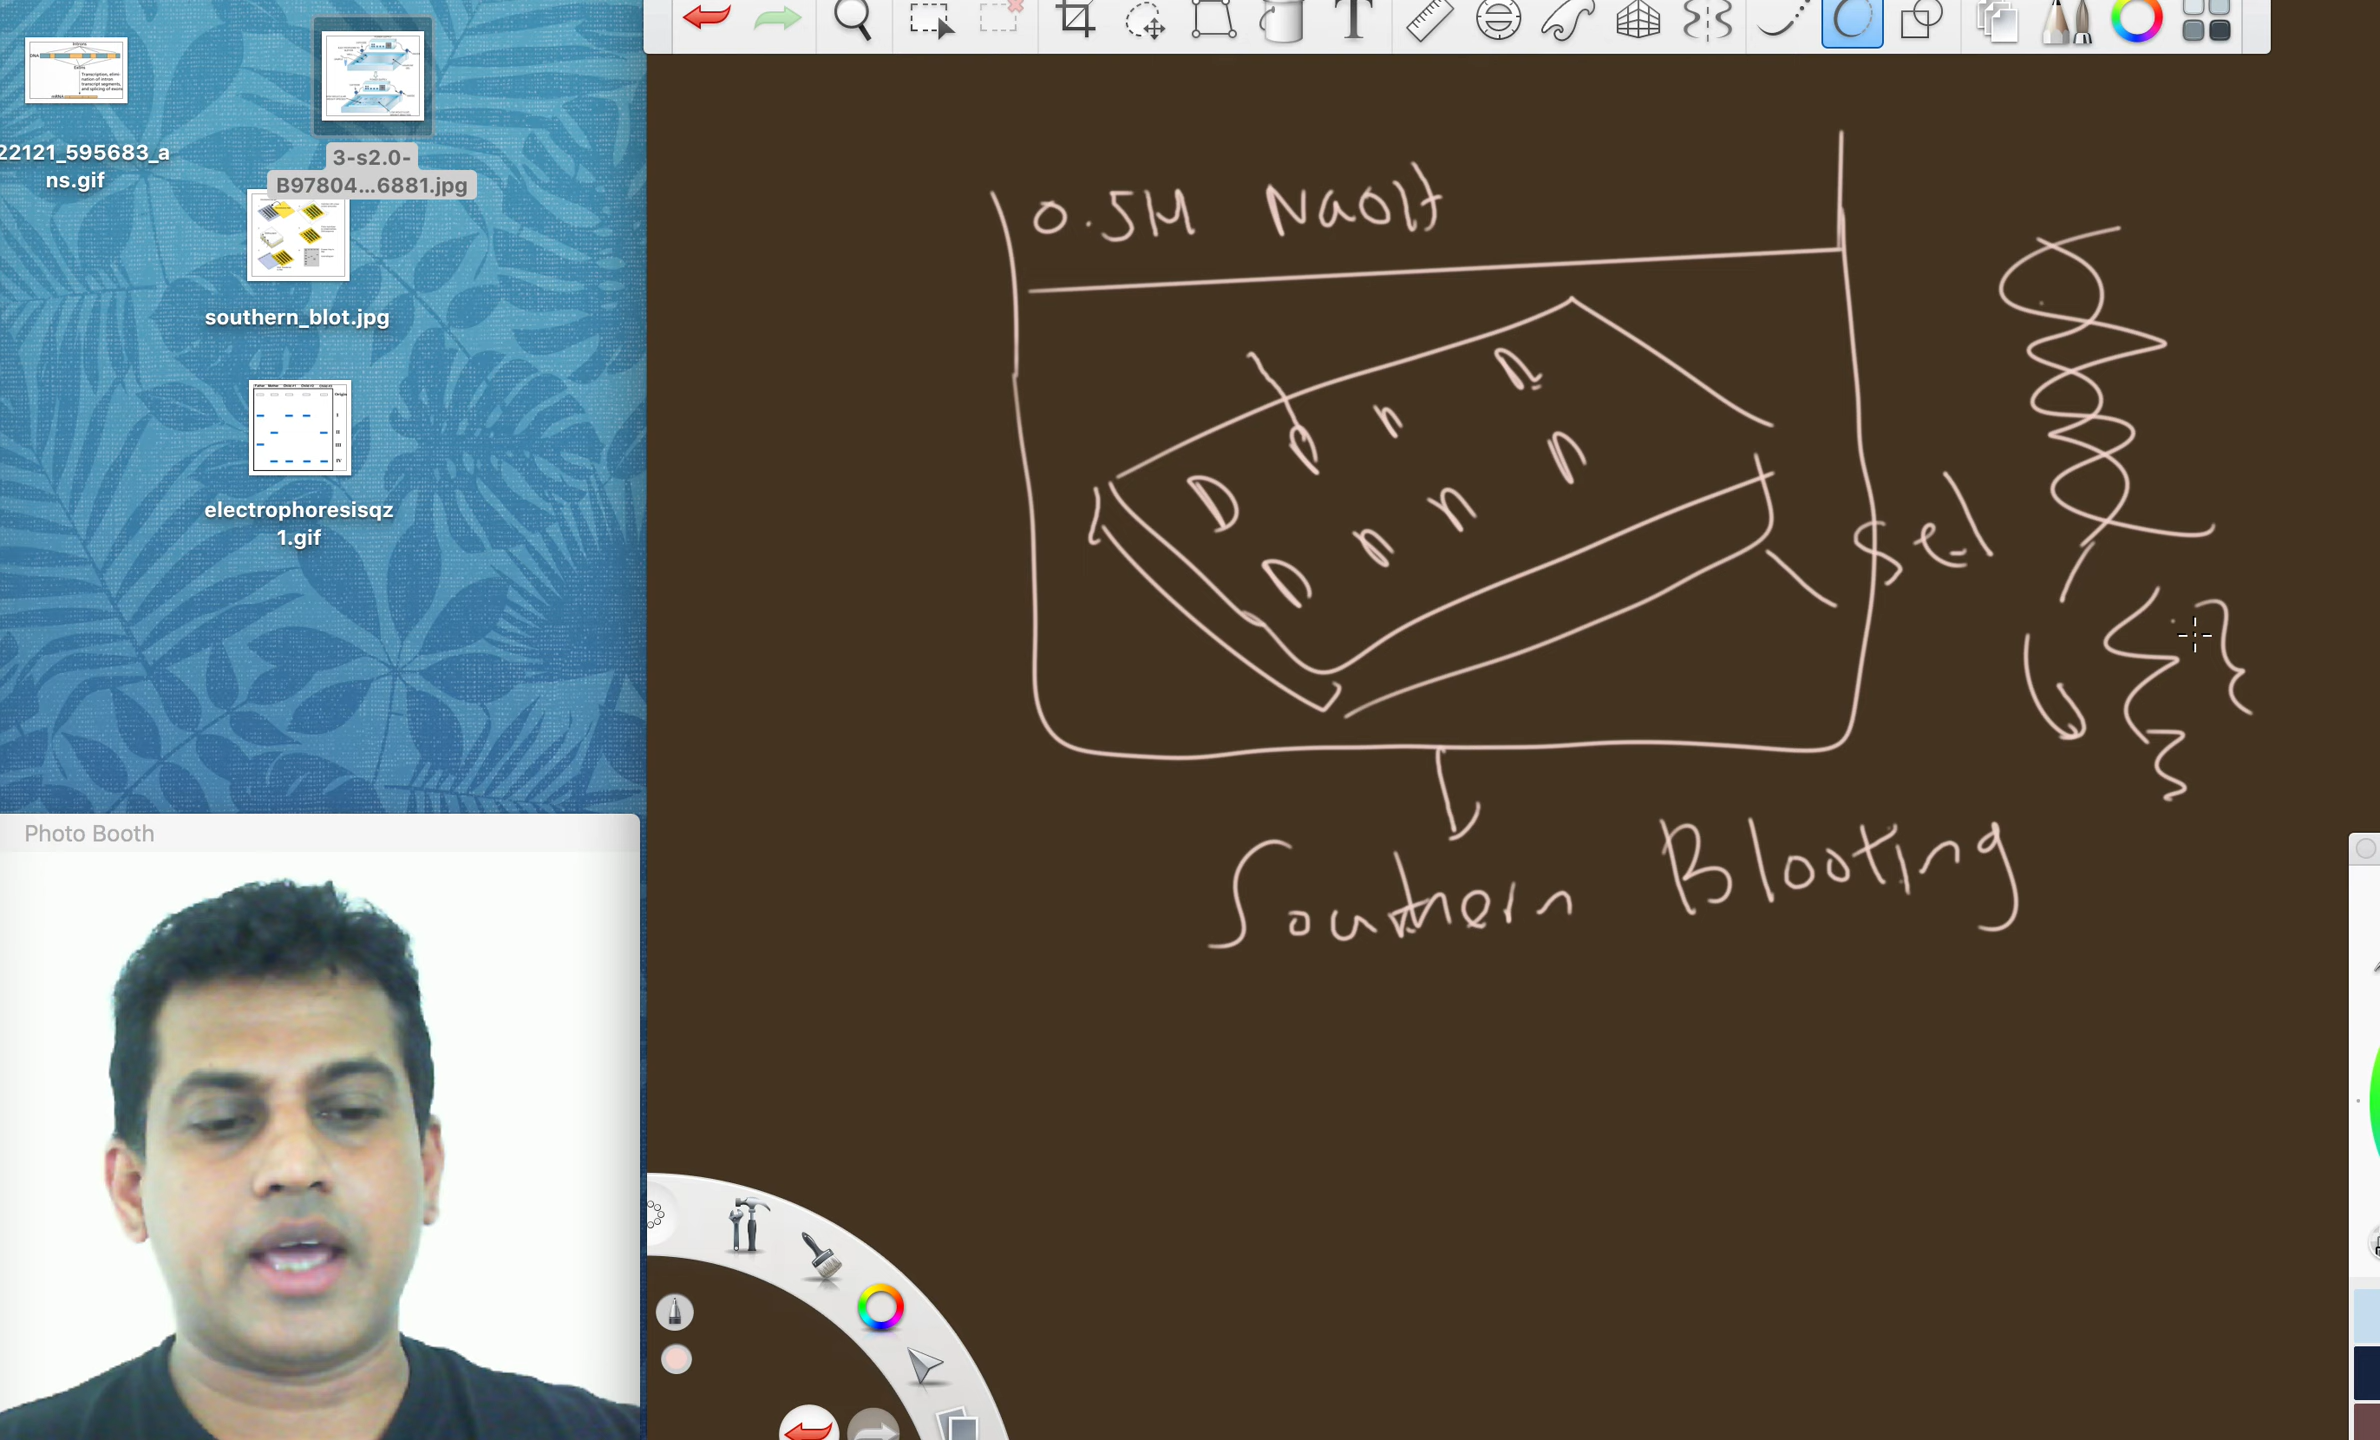 22121_595683_a
ns.gif
3-s2.0-
B97804...6881.jpg
southern_blot.jpg
electrophoresisqz
1.gif
Photo Booth
0.5M NaOH
Gel
Southern Blooting